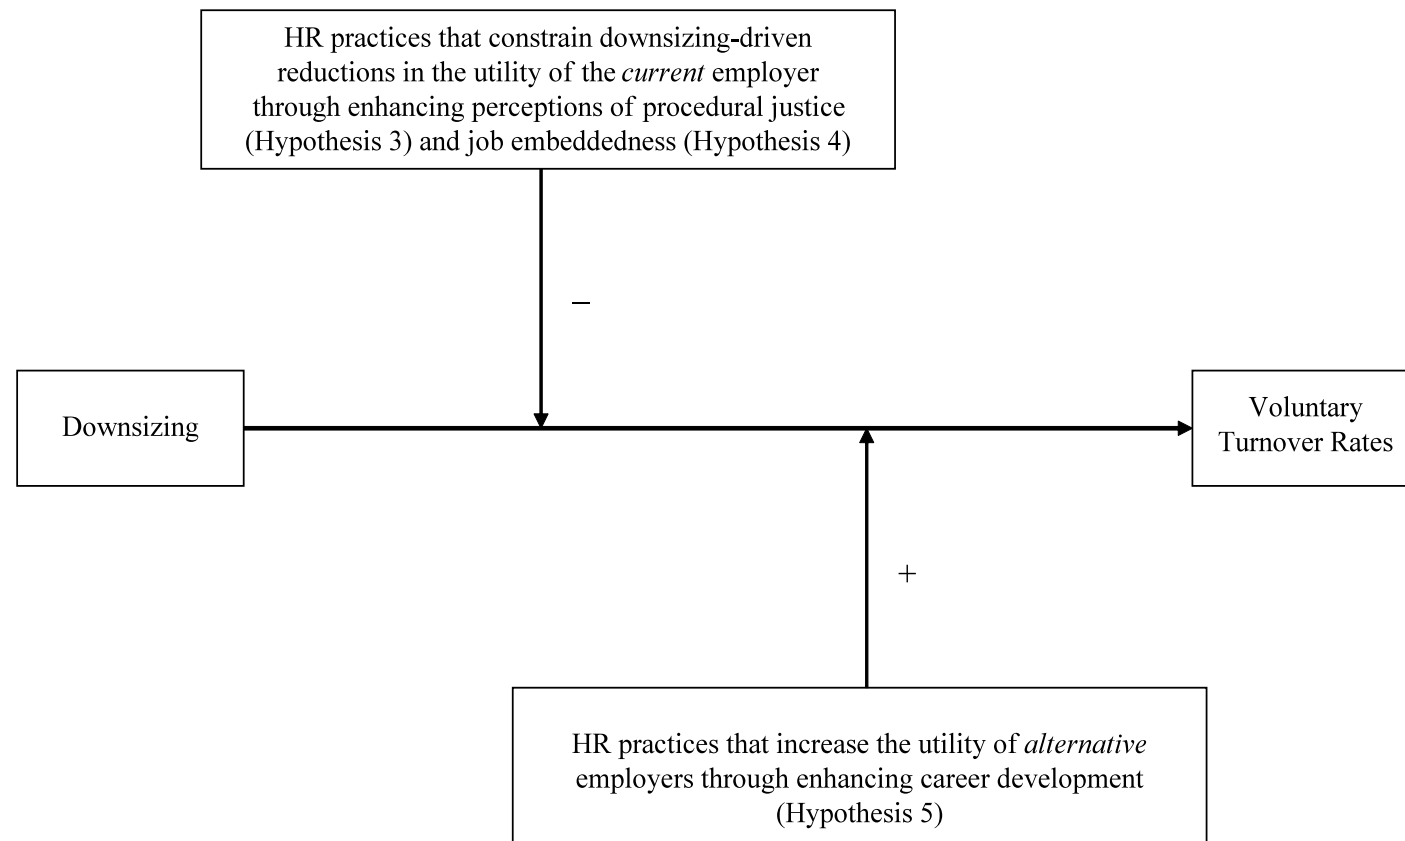 HR practices that constrain downsizing-driven
reductions in the utility of the current employer
through enhancing perceptions of procedural justice
(Hypothesis 3) and job embeddedness (Hypothesis 4)
–
Downsizing
Voluntary
Turnover Rates
+
HR practices that increase the utility of alternative
employers through enhancing career development
(Hypothesis 5)